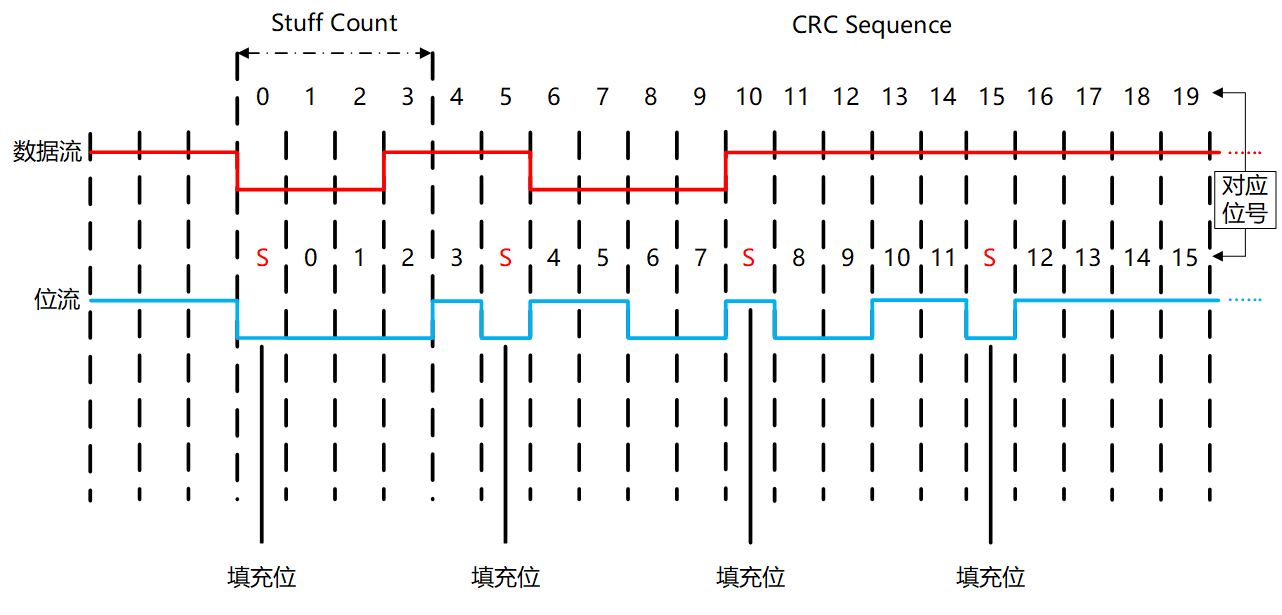 Stuff Count CRC Sequence
0 1 2 3 4 5 6 7 8 9 10 11 12 13 14 15 16 17 18 19
数据流 ......
对应
位号
S 0 1 2 3 S 4 5 6 7 S 8 9 10 11 S 12 13 14 15
位流 ......
填充位 填充位 填充位 填充位